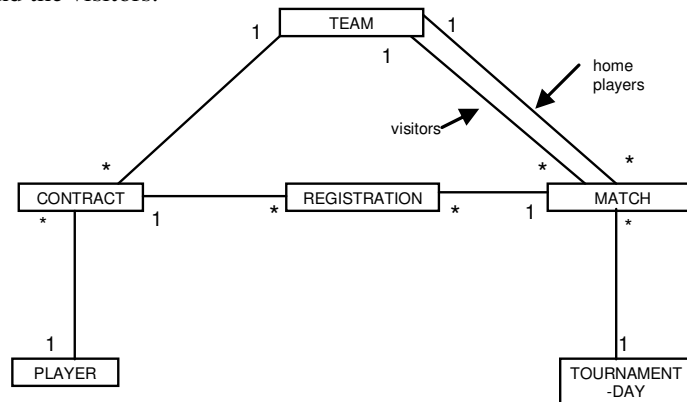 and the visitors.
TEAM
1
1
1
home
players
visitors
*
*
*
CONTRACT
REGISTRATION
MATCH
*
1
*
*
1
*
1
1
PLAYER
TOURNAMENT
-DAY